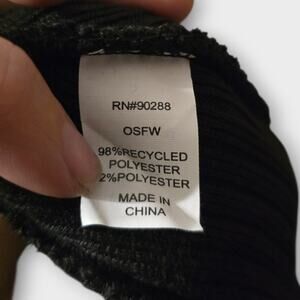 RN#90288
OSFW
98%RECYCLED
POLYESTER
2%POLYESTER
MADE IN
CHINA